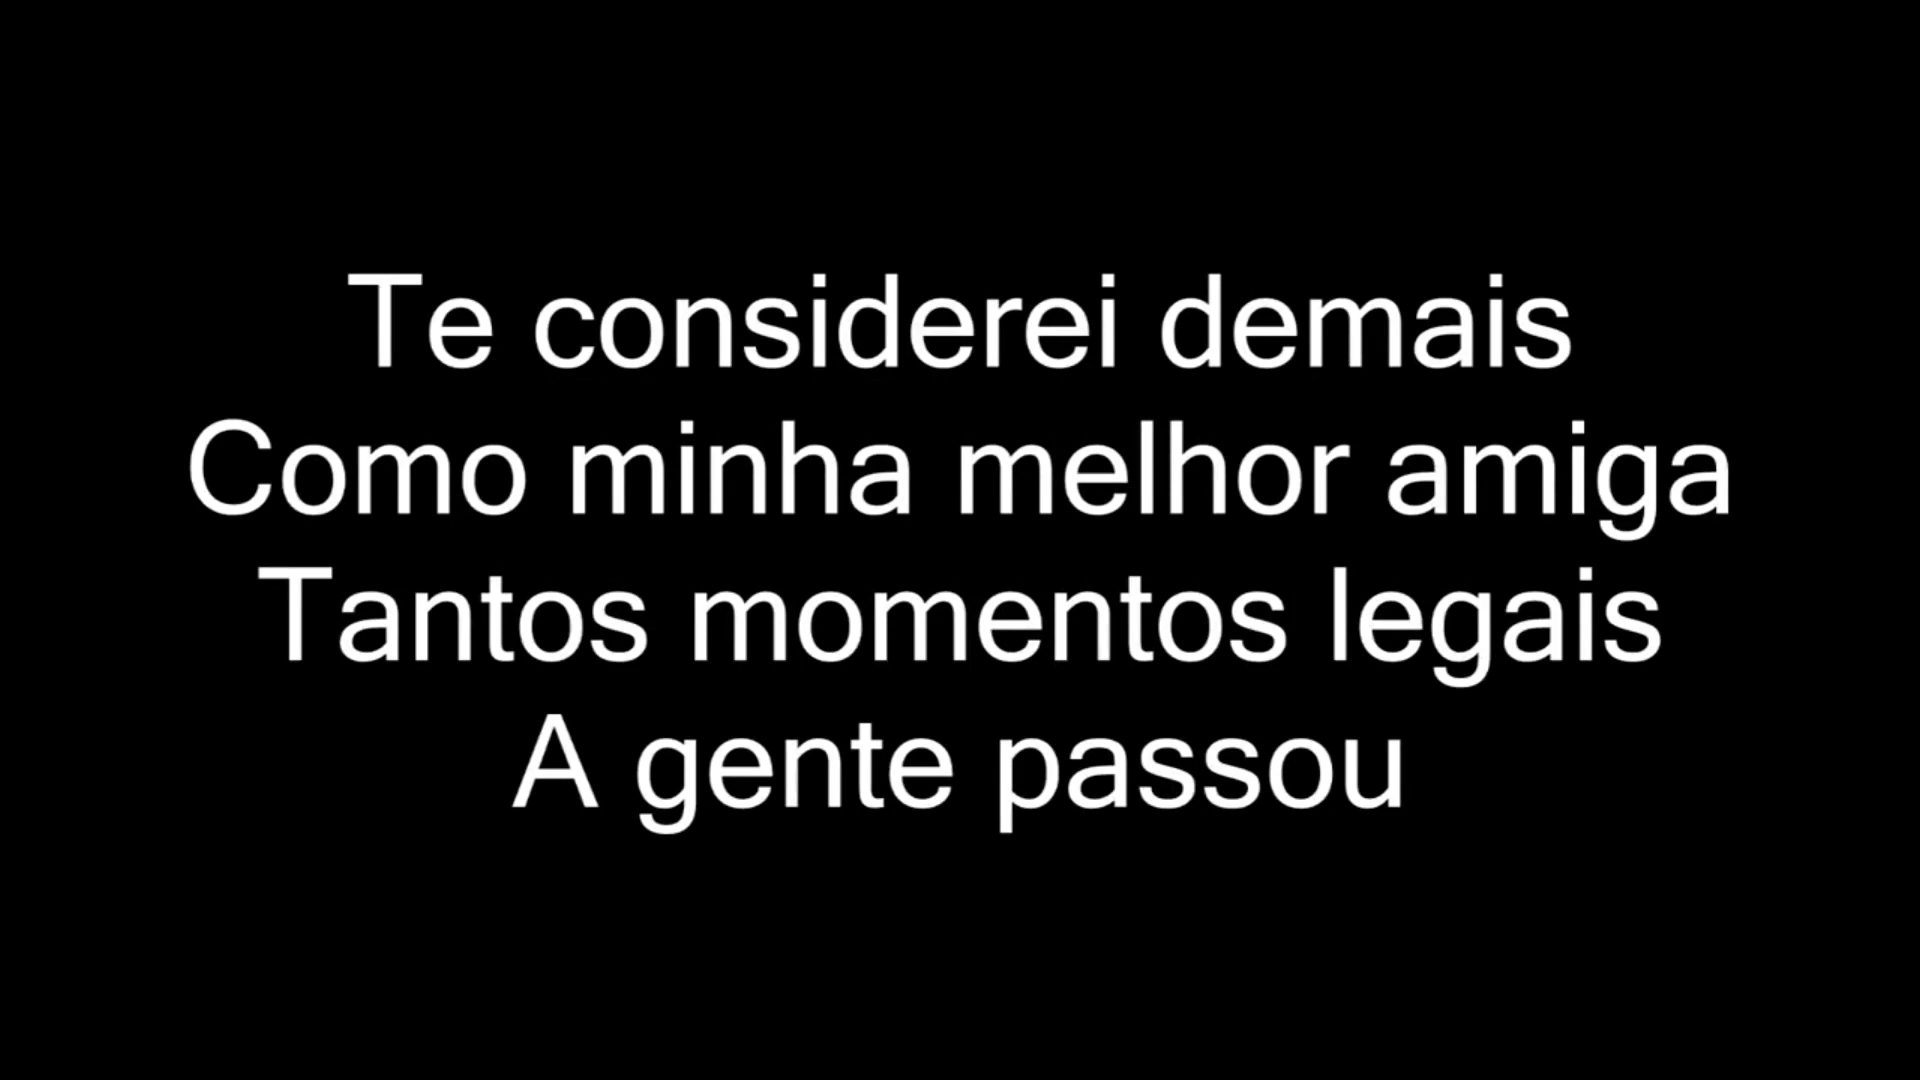 Te considerei demais
Como minha melhor amiga
Tantos momentos legais
A gente passou